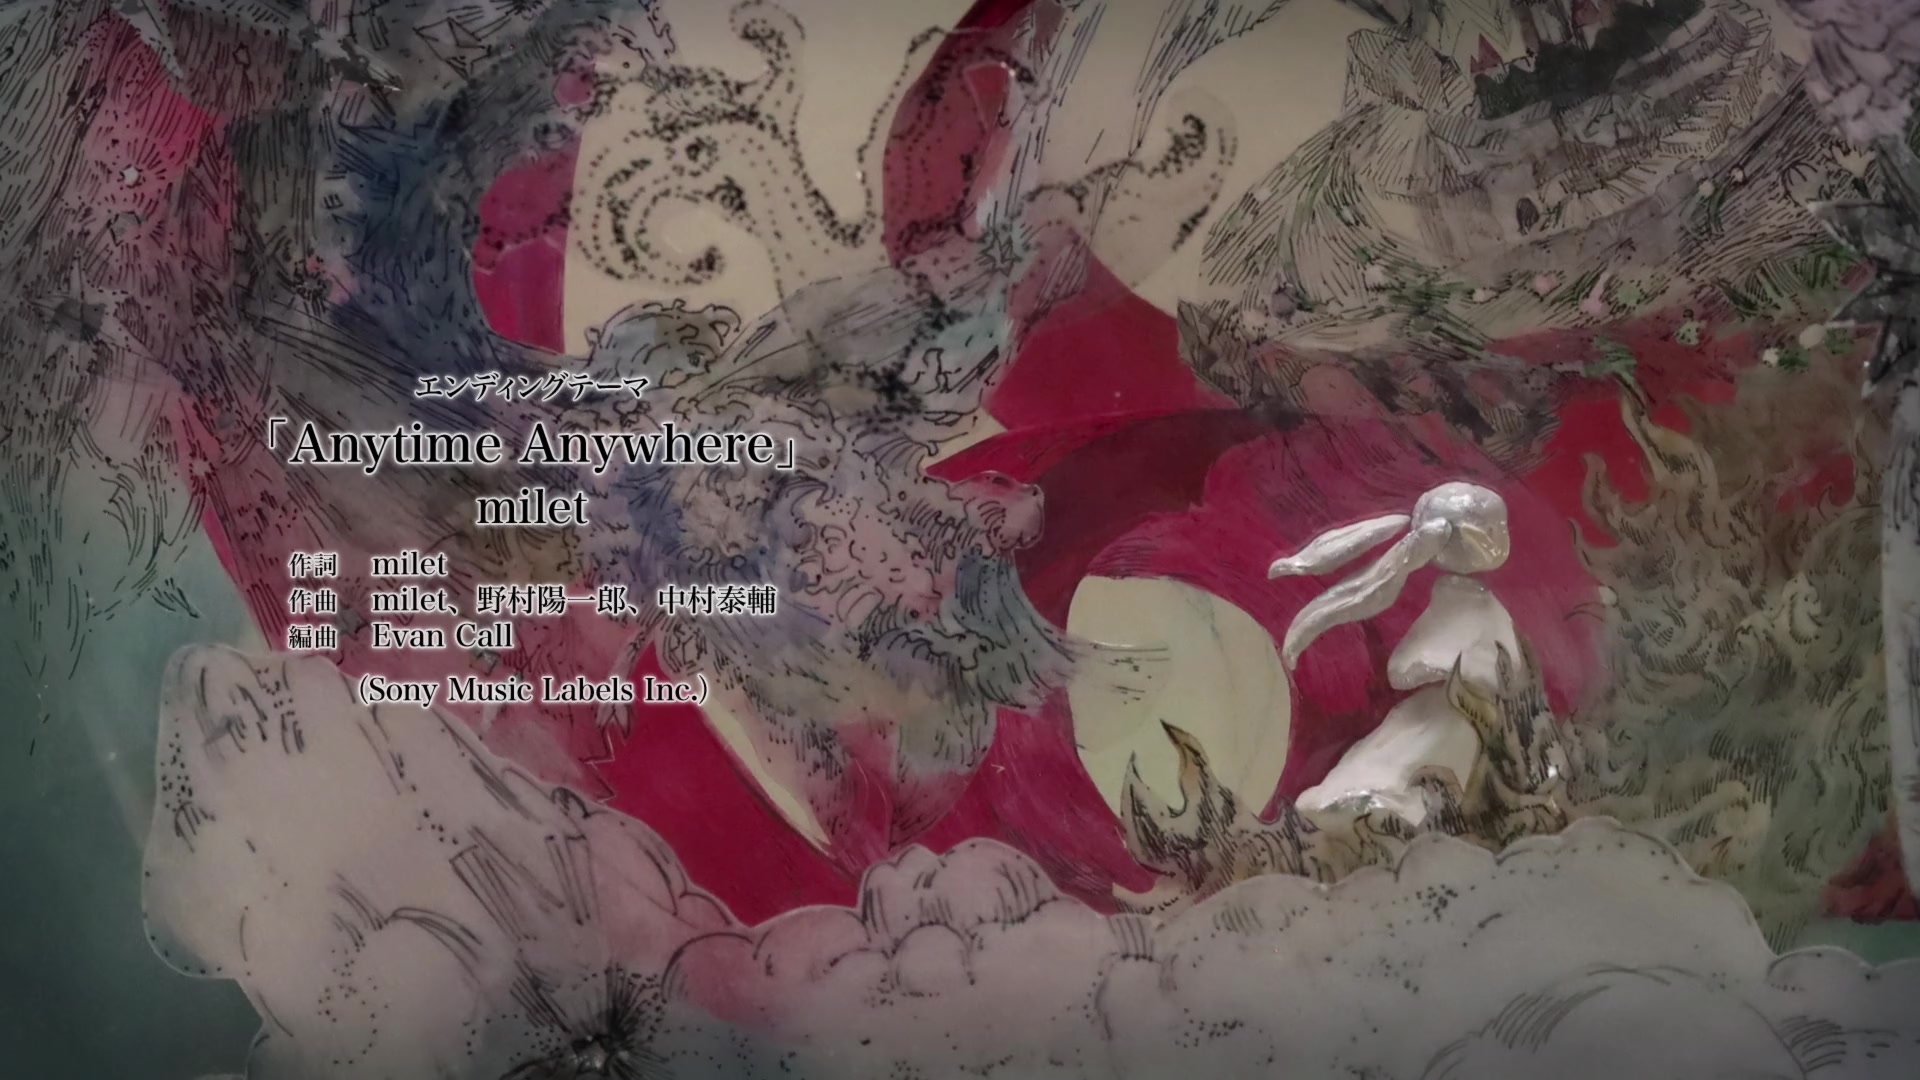 エンディングテーマ
「Anytime Anywhere」
milet
作詞 milet
作曲 milet、野村陽一郎、中村泰輔
編曲 Evan Call
(Sony Music Labels Inc.)